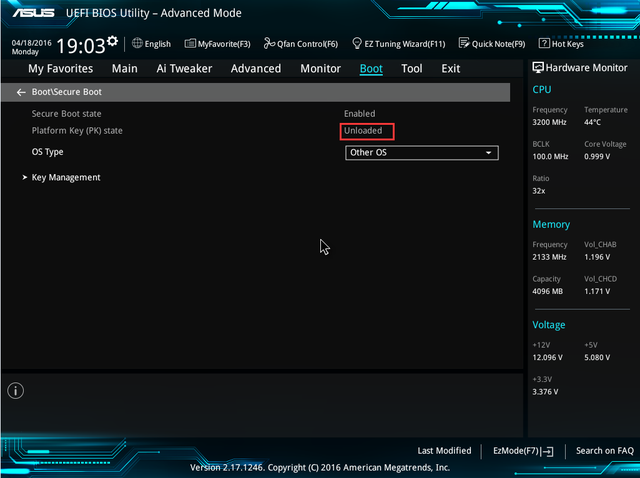 ASUS UEFI BIOS Utility – Advanced Mode
04/18/2016 Monday 19:03 English MyFavorite(F3) Qfan Control(F6) EZ Tuning Wizard(F11) Quick Note(F9) ? Hot Keys
My Favorites Main Ai Tweaker Advanced Monitor Boot Tool Exit
Boot\Secure Boot
Secure Boot state Enabled
Platform Key (PK) state Unloaded
OS Type Other OS
Key Management
Hardware Monitor
CPU
Frequency Temperature
3200 MHz 44°C
BCLK Core Voltage
100.0 MHz 0.999 V
Ratio
32x
Memory
Frequency Vol_CHAB
2133 MHz 1.196 V
Capacity Vol_CHCD
4096 MB 1.171 V
Voltage
+12V +5V
12.096 V 5.080 V
+3.3V
3.376 V
i
Last Modified EzMode(F7) Search on FAQ
Version 2.17.1246. Copyright (C) 2016 American Megatrends, Inc.